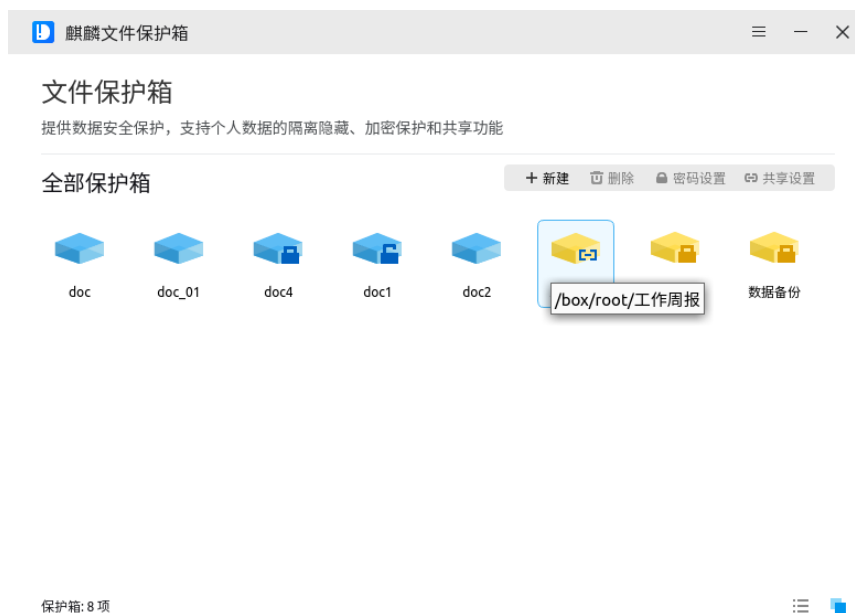 麒麟文件保护箱
文件保护箱
提供数据安全保护，支持个人数据的隔离隐藏、加密保护和共享功能
全部保护箱
新建 删除 密码设置 共享设置
doc doc_01 doc4 doc1 doc2 数据备份
/box/root/工作周报
保护箱: 8 项